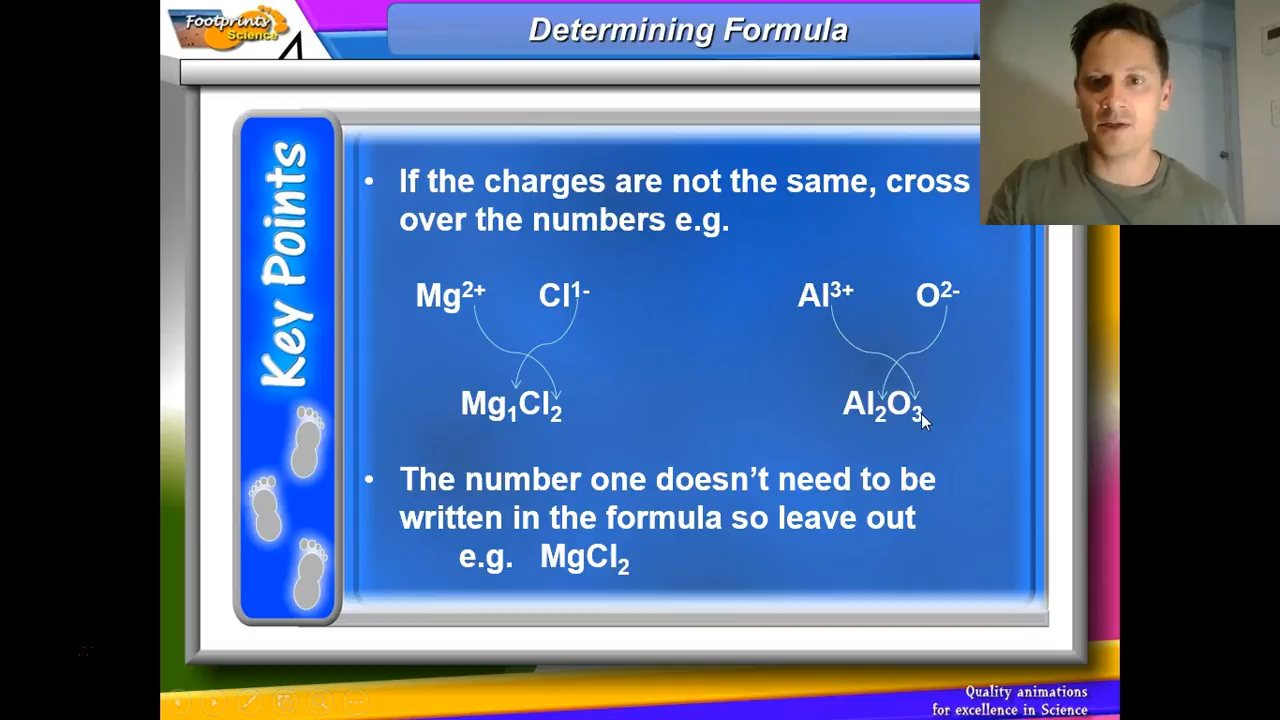 Footprints
Science
Determining Formula
Key Points
• If the charges are not the same, cross
over the numbers e.g.
Mg²⁺ Cl¹⁻ Al³⁺ O²⁻
Mg₁Cl₂ Al₂O₃
• The number one doesn’t need to be
written in the formula so leave out
e.g. MgCl₂
Quality animations
for excellence in Science